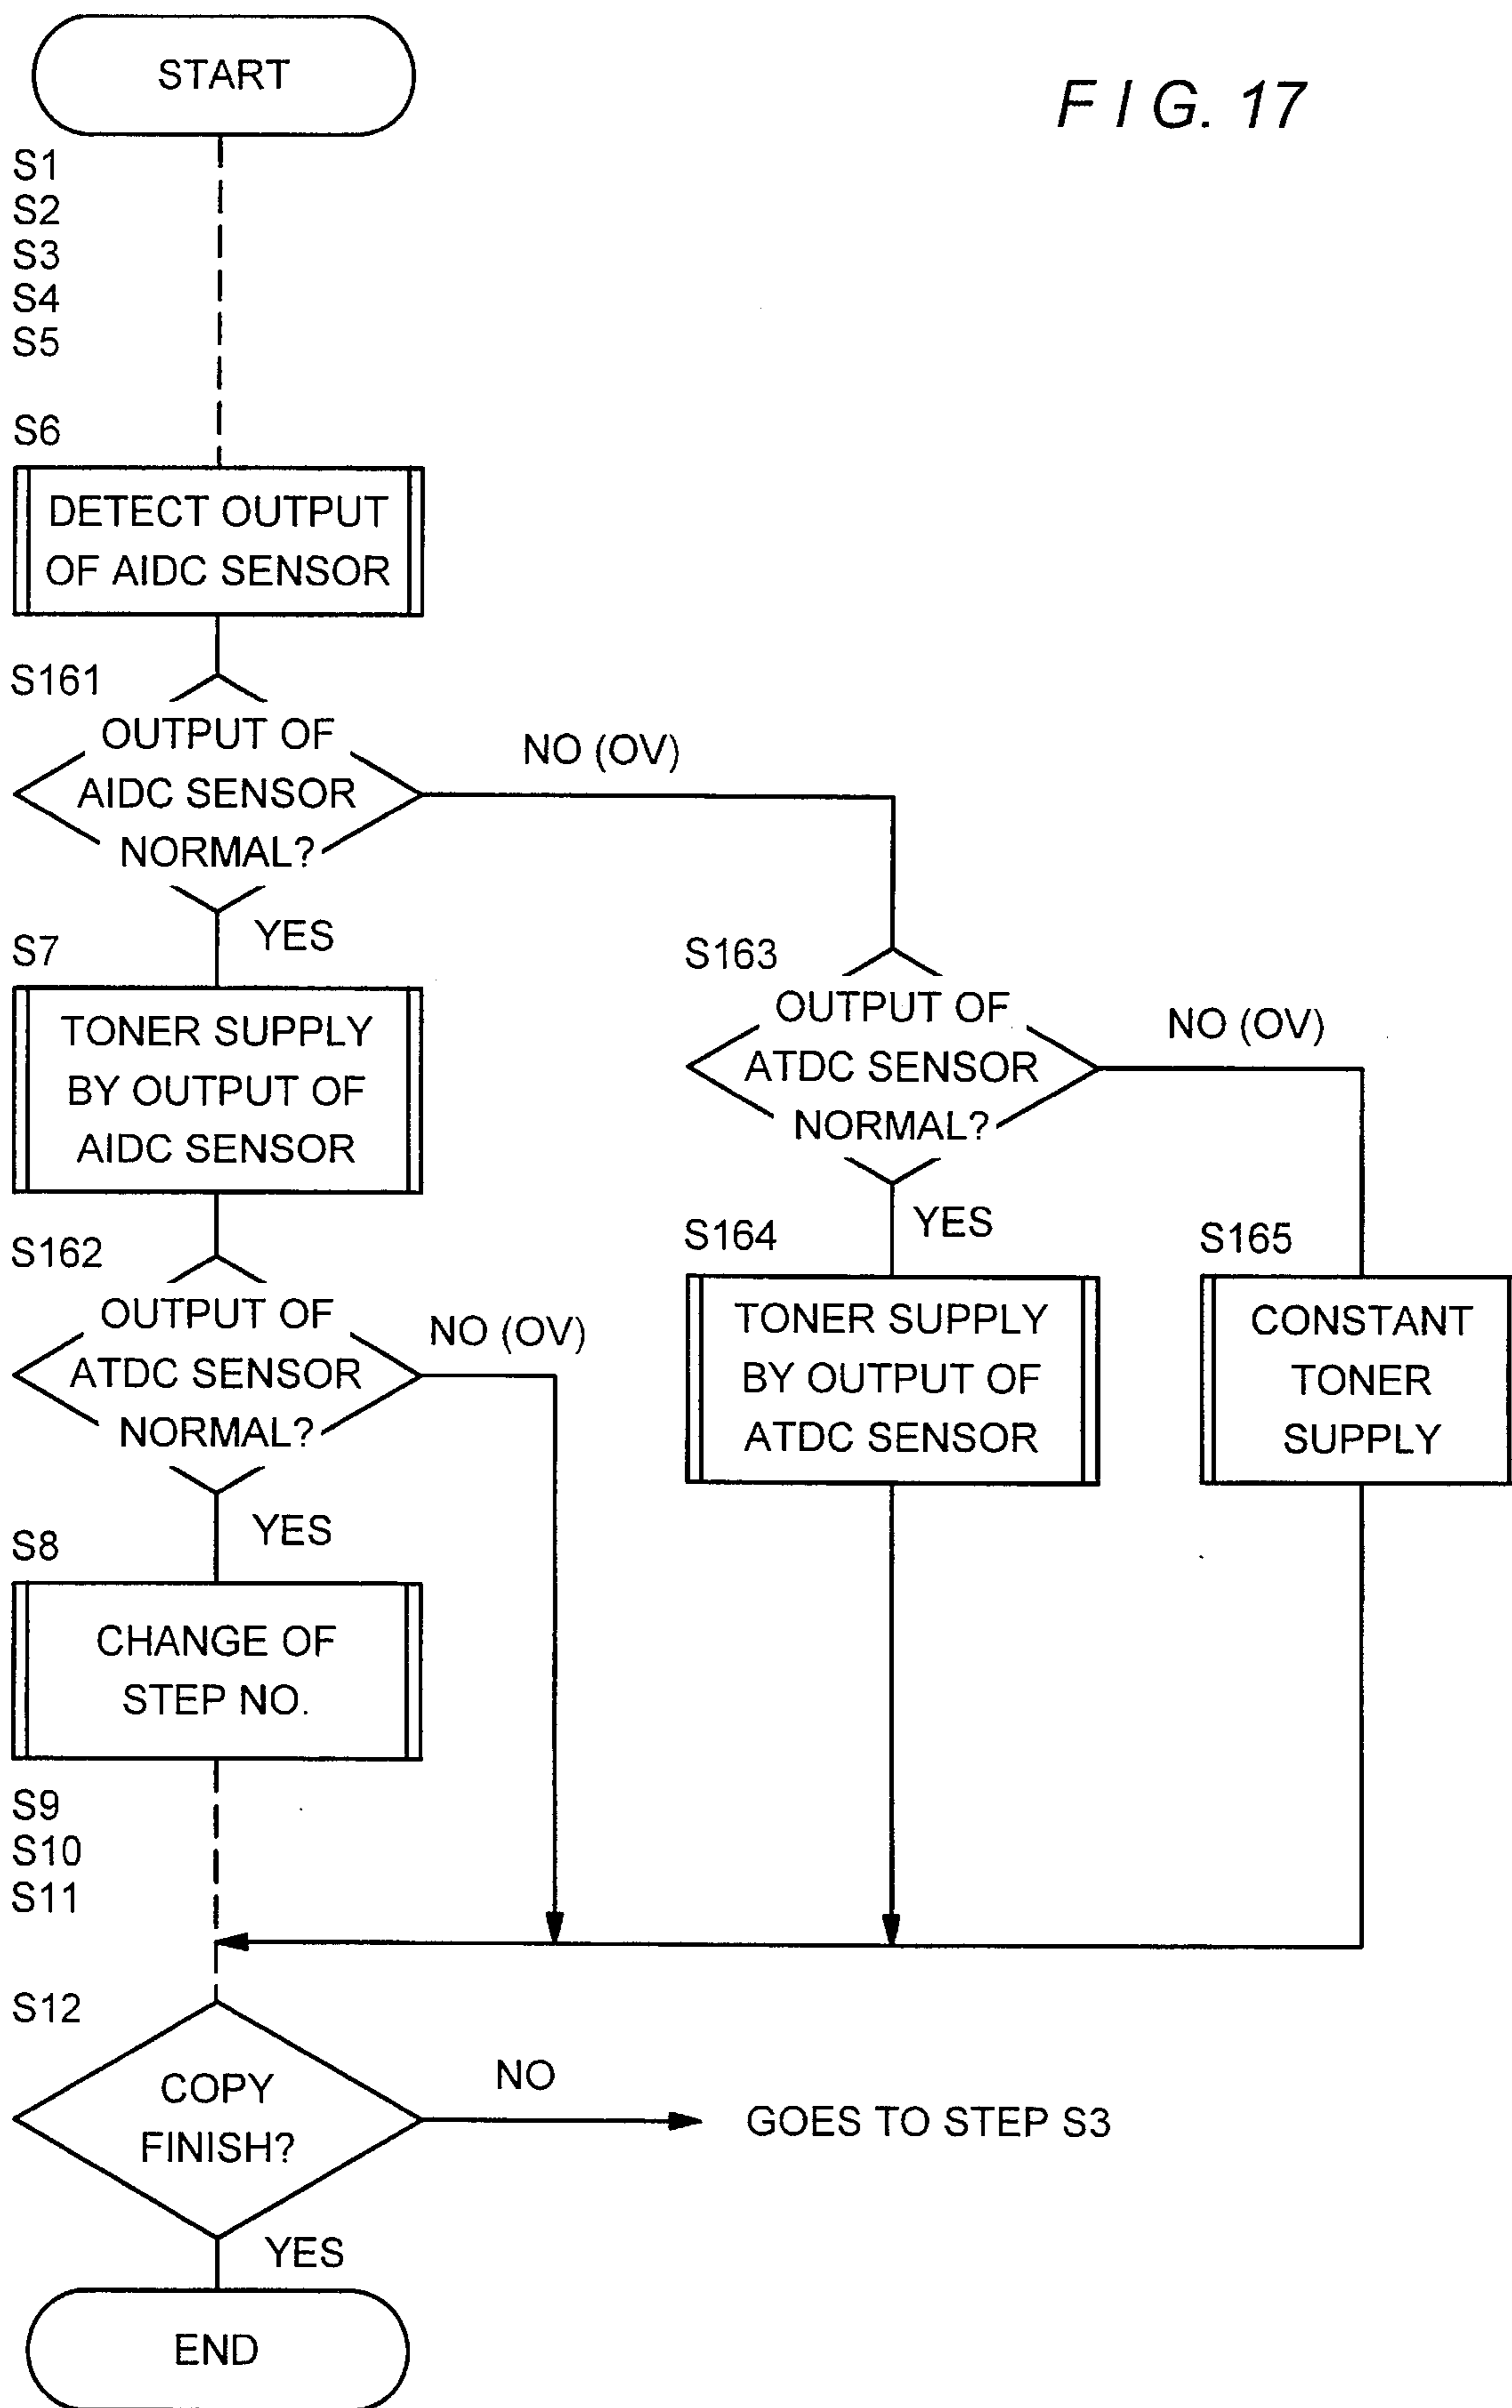 START
FIG. 17
S1
S2
S3
S4
S5
S6
DETECT OUTPUT
OF AIDC SENSOR
S161
OUTPUT OF
AIDC SENSOR
NORMAL?
NO (OV)
YES
S7
TONER SUPPLY
BY OUTPUT OF
AIDC SENSOR
S163
OUTPUT OF
ATDC SENSOR
NORMAL?
NO (OV)
YES
S162
OUTPUT OF
ATDC SENSOR
NORMAL?
NO (OV)
YES
S164
TONER SUPPLY
BY OUTPUT OF
ATDC SENSOR
S165
CONSTANT
TONER
SUPPLY
S8
CHANGE OF
STEP NO.
S9
S10
S11
S12
COPY
FINISH?
NO
GOES TO STEP S3
YES
END